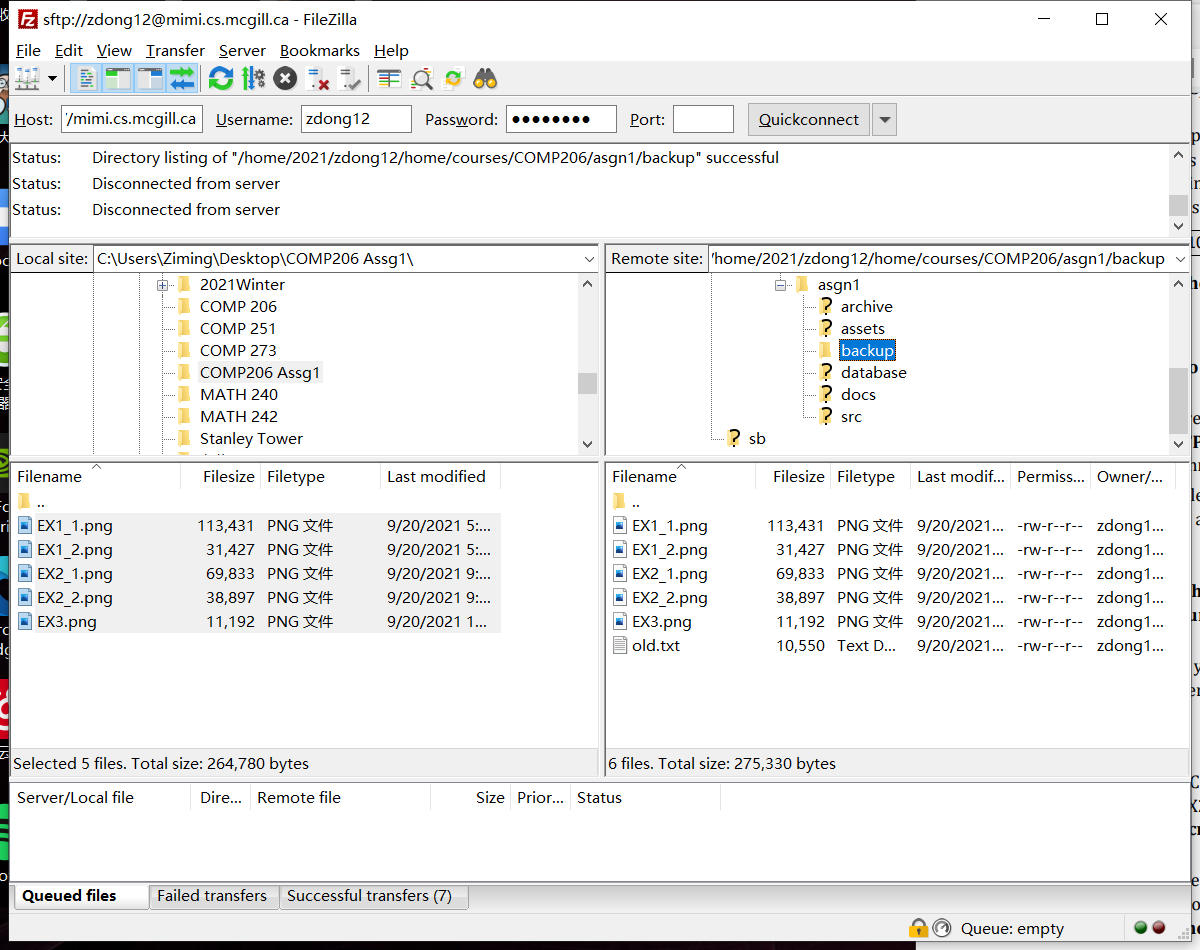 sftp://zdong12@mimi.cs.mcgill.ca - FileZilla
File Edit View Transfer Server Bookmarks Help
Host: '/mimi.cs.mcgill.ca Username: zdong12 Password: ●●●●●●●● Port: Quickconnect
Status: Directory listing of "/home/2021/zdong12/home/courses/COMP206/asgn1/backup" successful
Status: Disconnected from server
Status: Disconnected from server
Local site: C:\Users\Ziming\Desktop\COMP206 Assg1\
2021Winter
COMP 206
COMP 251
COMP 273
COMP206 Assg1
MATH 240
MATH 242
Stanley Tower
Remote site: '/home/2021/zdong12/home/courses/COMP206/asgn1/backup
asgn1
archive
assets
backup
database
docs
src
sb
Filename Filesize Filetype Last modified
..
EX1_1.png 113,431 PNG 文件 9/20/2021 5:...
EX1_2.png 31,427 PNG 文件 9/20/2021 5:...
EX2_1.png 69,833 PNG 文件 9/20/2021 9:...
EX2_2.png 38,897 PNG 文件 9/20/2021 9:...
EX3.png 11,192 PNG 文件 9/20/2021 1...
Selected 5 files. Total size: 264,780 bytes
Filename Filesize Filetype Last modif... Permiss... Owner/...
..
EX1_1.png 113,431 PNG 文件 9/20/2021... -rw-r--r-- zdong1...
EX1_2.png 31,427 PNG 文件 9/20/2021... -rw-r--r-- zdong1...
EX2_1.png 69,833 PNG 文件 9/20/2021... -rw-r--r-- zdong1...
EX2_2.png 38,897 PNG 文件 9/20/2021... -rw-r--r-- zdong1...
EX3.png 11,192 PNG 文件 9/20/2021... -rw-r--r-- zdong1...
old.txt 10,550 Text D... 9/20/2021... -rw-r--r-- zdong1...
6 files. Total size: 275,330 bytes
Server/Local file Dire... Remote file Size Prior... Status
Queued files Failed transfers Successful transfers (7)
Queue: empty